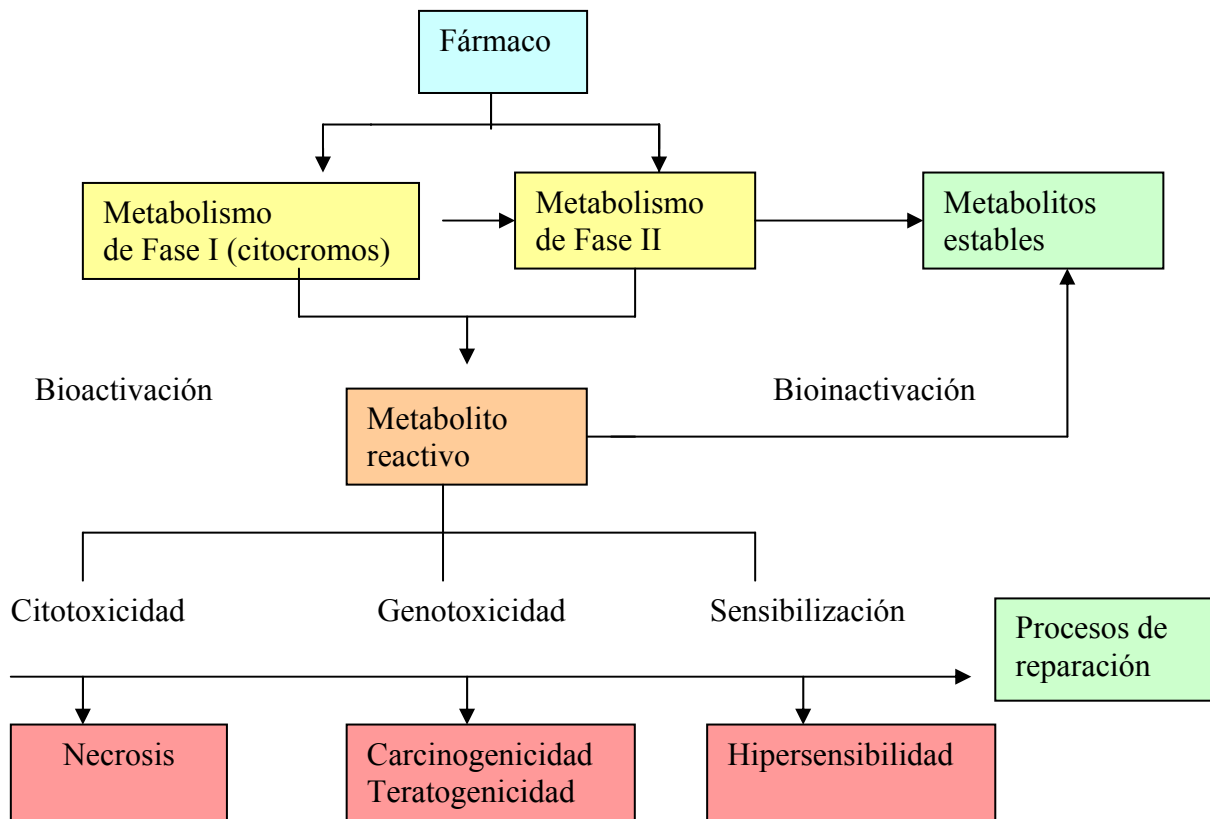 Fármaco
Metabolismo
de Fase I (citocromos)
Metabolismo
de Fase II
Metabolitos
estables
Bioactivación
Metabolito
reactivo
Bioinactivación
Citotoxicidad
Genotoxicidad
Sensibilización
Procesos de
reparación
Necrosis
Carcinogenicidad
Teratogenicidad
Hipersensibilidad